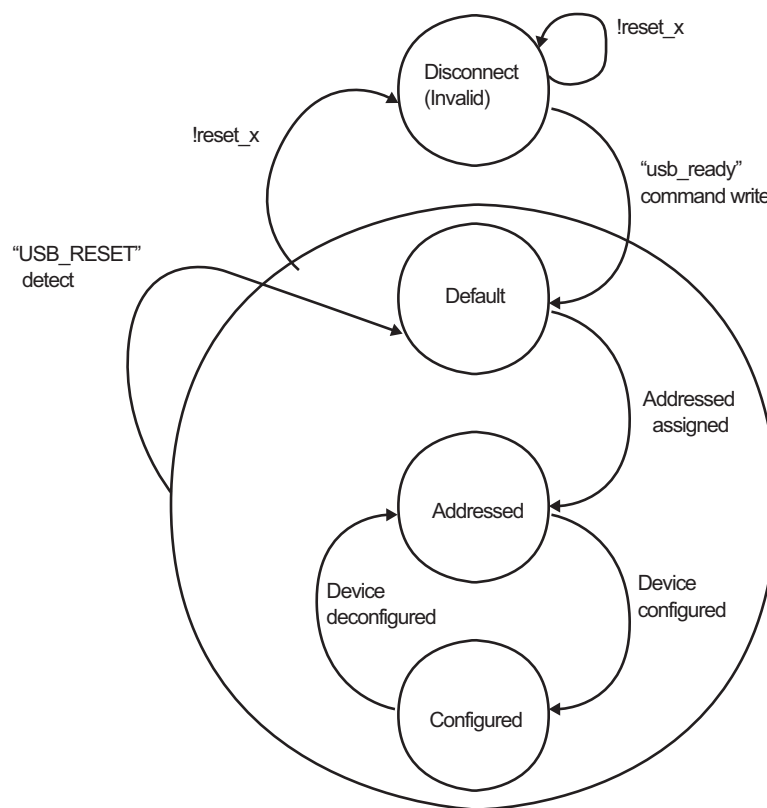 !reset_x
Disconnect
(Invalid)
!reset_x
“usb_ready”
command write
“USB_RESET”
detect
Default
Addressed
assigned
Addressed
Device
deconfigured
Device
configured
Configured